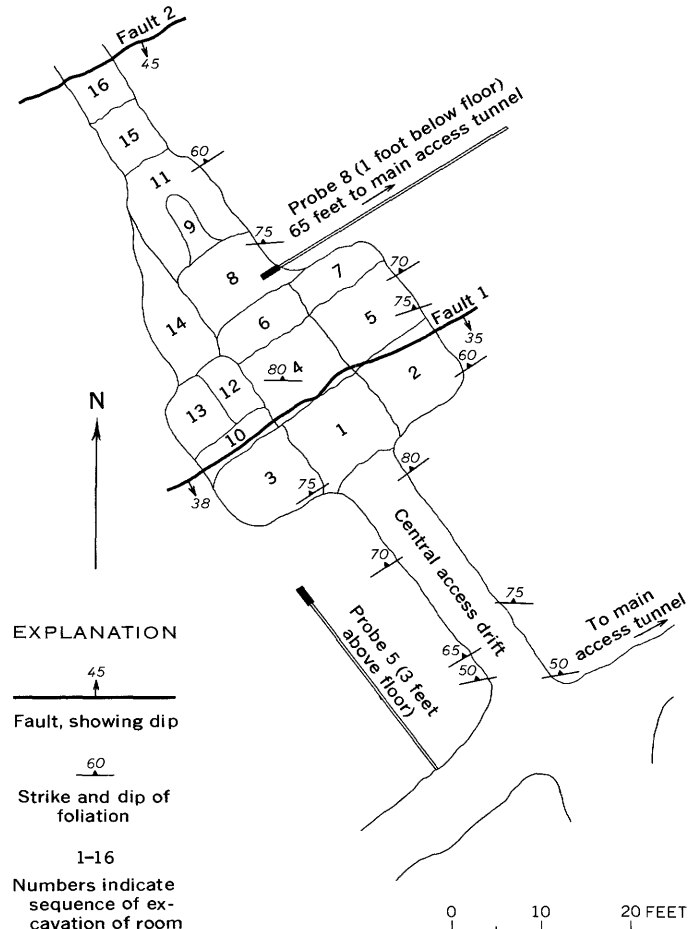 Fault 2
45
16
15
60
11
Probe 8 (1 foot below floor)
65 feet to main access tunnel
9
75
8
7
70
6
5
75
Fault 1
35
14
80 4
2
60
12
13
N
10
1
38
3
75
80
Central access drift
70
75
65
50
50
To main
access tunnel
Probe 5 (3 feet
above floor)
EXPLANATION
45
Fault, showing dip
60
Strike and dip of
foliation
1-16
Numbers indicate
sequence of ex-
cavation of room
0 10 20 FEET